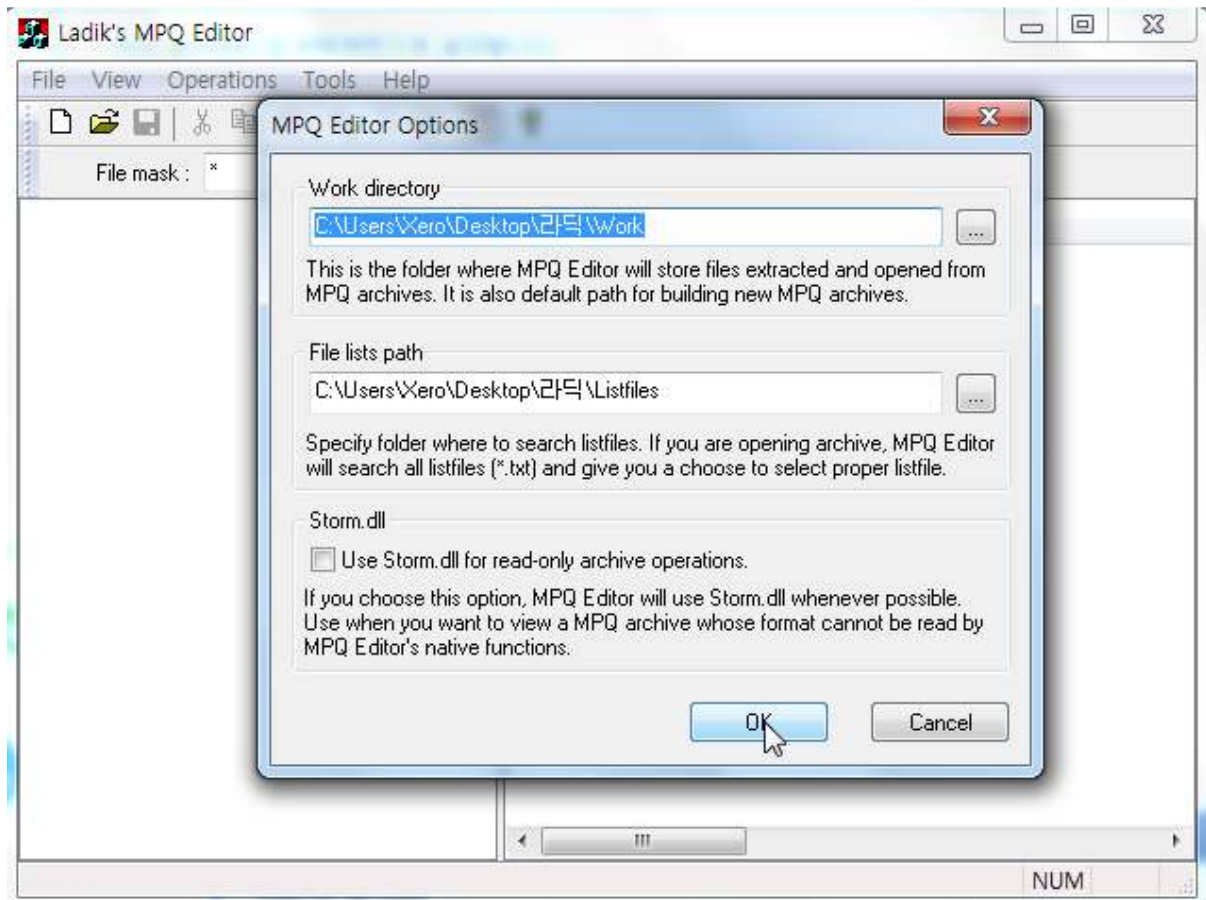 Ladik's MPQ Editor
File View Operations Tools Help
MPQ Editor Options
File mask : *
Work directory
C:\Users\Xero\Desktop\라딕\Work
...
This is the folder where MPQ Editor will store files extracted and opened from
MPQ archives. It is also default path for building new MPQ archives.
File lists path
C:\Users\Xero\Desktop\라딕\Listfiles
...
Specify folder where to search listfiles. If you are opening archive, MPQ Editor
will search all listfiles (*.txt) and give you a choose to select proper listfile.
Storm.dll
Use Storm.dll for read-only archive operations.
If you choose this option, MPQ Editor will use Storm.dll whenever possible.
Use when you want to view a MPQ archive whose format cannot be read by
MPQ Editor's native functions.
OK Cancel
NUM